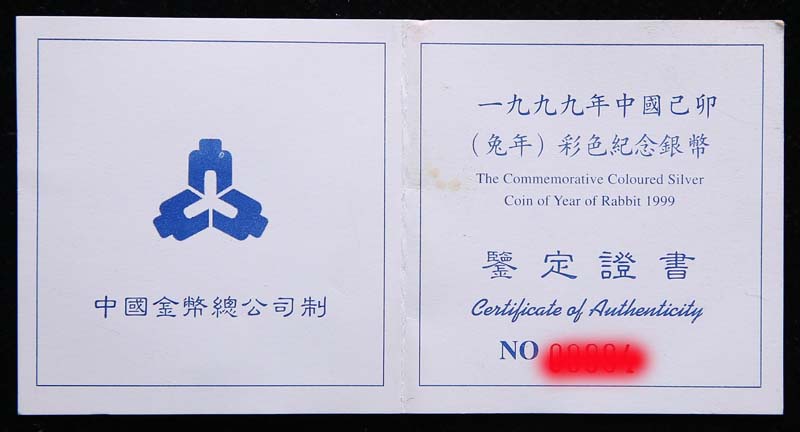 中國金幣總公司制
一九九九年中國己卯
（兔年）彩色紀念銀幣
The Commemorative Coloured Silver
Coin of Year of Rabbit 1999
鑒定證書
Certificate of Authenticity
NO